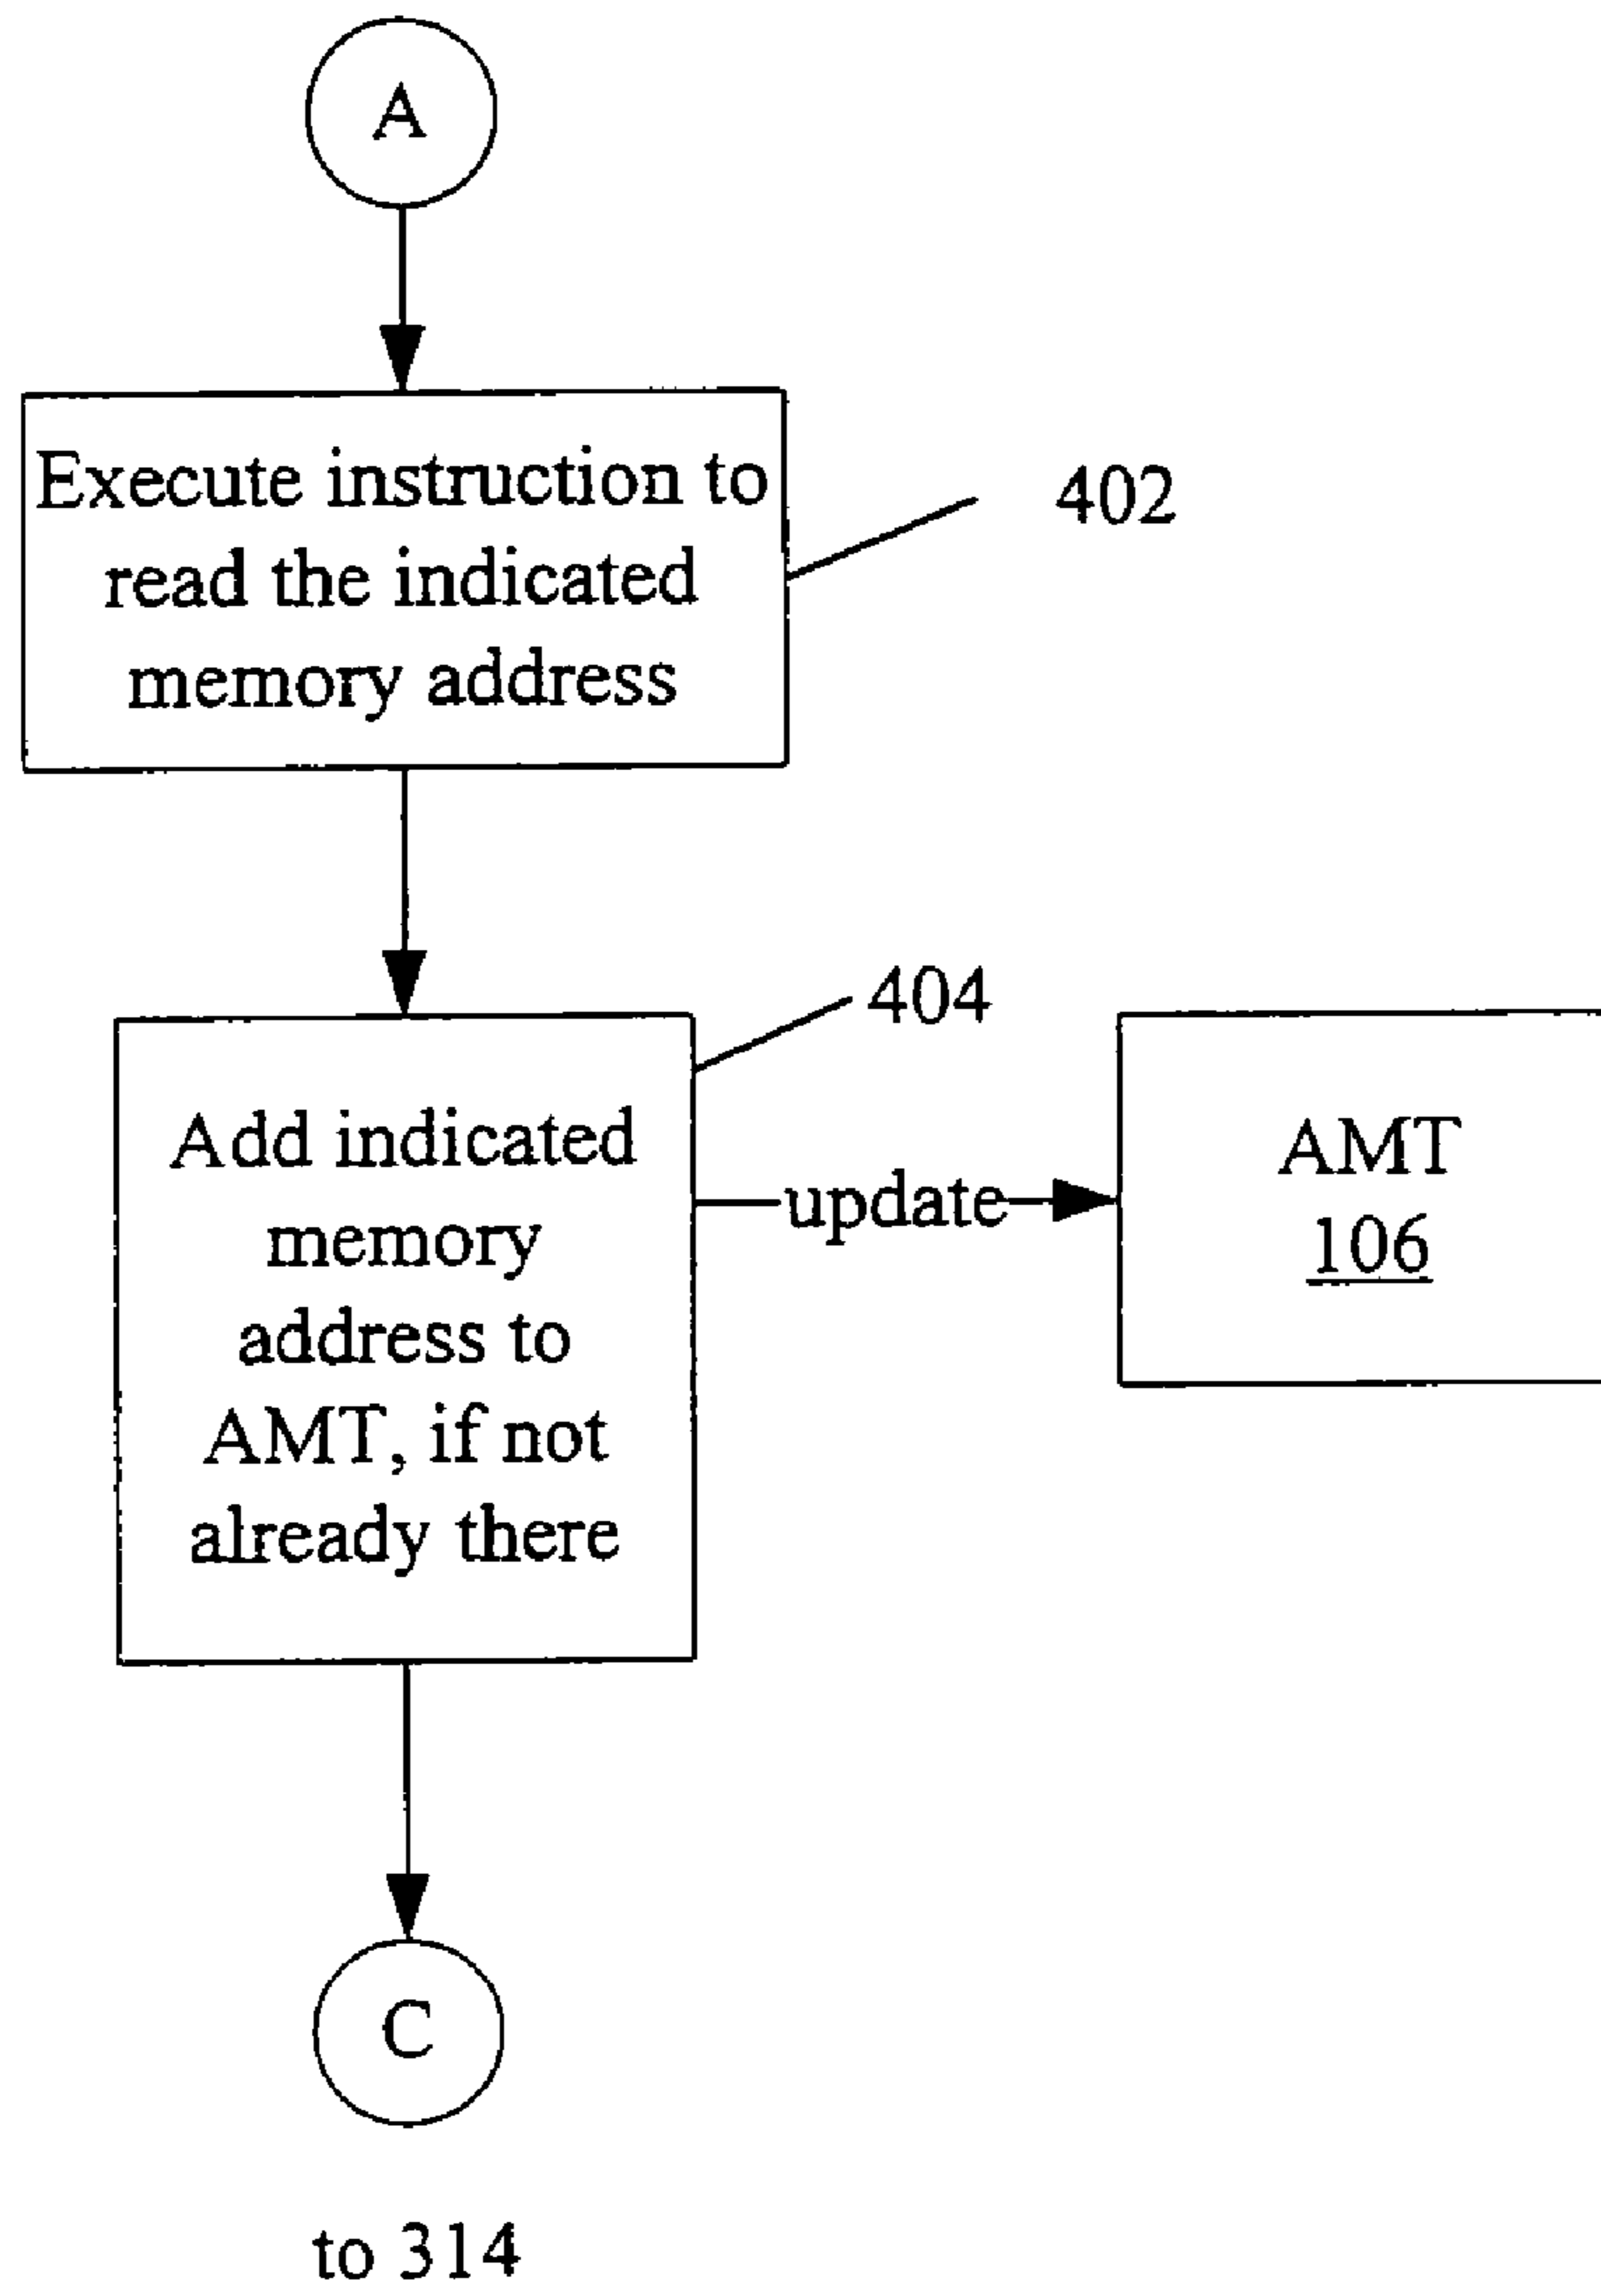 A
Execute instruction to
read the indicated
memory address
402
404
Add indicated
memory
address to
AMT, if not
already there
update
AMT
106
C
to 314